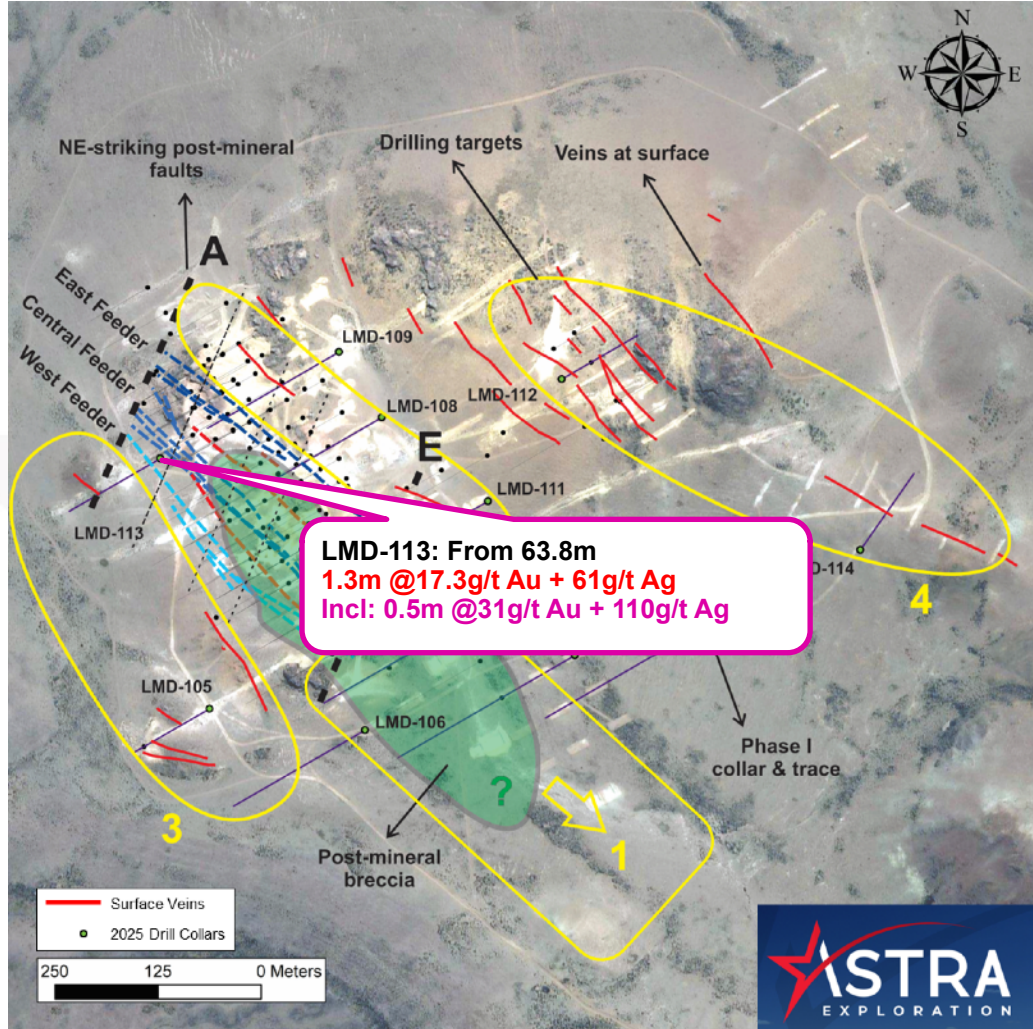 N
W
E
S
NE-striking post-mineral
faults
Drilling targets
Veins at surface
A
East Feeder
Central Feeder
West Feeder
LMD-109
LMD-112
LMD-108
E
LMD-111
LMD-113
LMD-113: From 63.8m
1.3m @17.3g/t Au + 61g/t Ag
Incl: 0.5m @31g/t Au + 110g/t Ag
D-114
4
LMD-105
LMD-106
Phase I
collar & trace
?
1
3
Post-mineral
breccia
Surface Veins
2025 Drill Collars
250 125 0 Meters
ASTRA
EXPLORATION